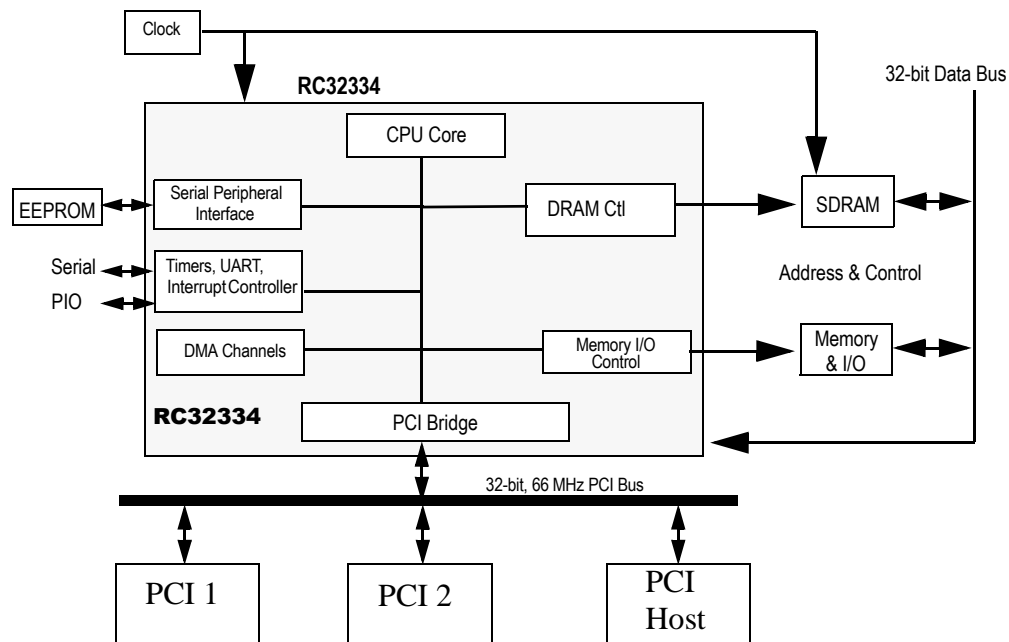 Clock
32-bit Data Bus
RC32334
CPU Core
EEPROM
Serial Peripheral
Interface
DRAM Ctl
SDRAM
Serial
PIO
Timers, UART,
Interrupt Controller
Address & Control
DMA Channels
Memory I/O
Control
Memory
& I/O
RC32334
PCI Bridge
32-bit, 66 MHz PCI Bus
PCI 1
PCI 2
PCI
Host